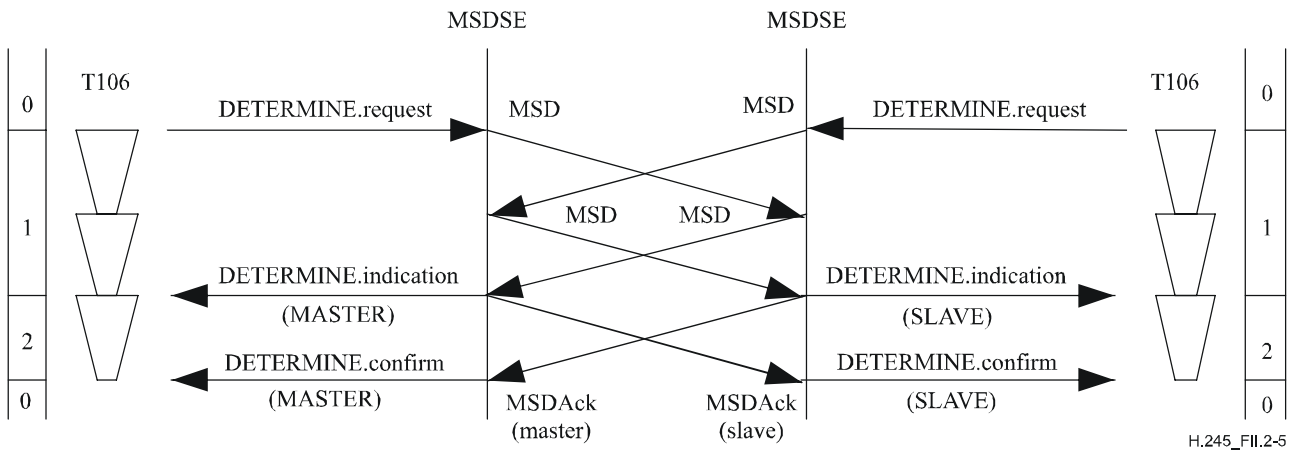 MSDSE MSDSE
T106 T106
0 0
DETERMINE.request MSD MSD DETERMINE.request
1 MSD MSD 1
DETERMINE.indication DETERMINE.indication
(MASTER) (SLAVE)
2 2
DETERMINE.confirm DETERMINE.confirm
(MASTER) (SLAVE)
0 0
MSDAck MSDAck
(master) (slave)
H.245_FII.2-5